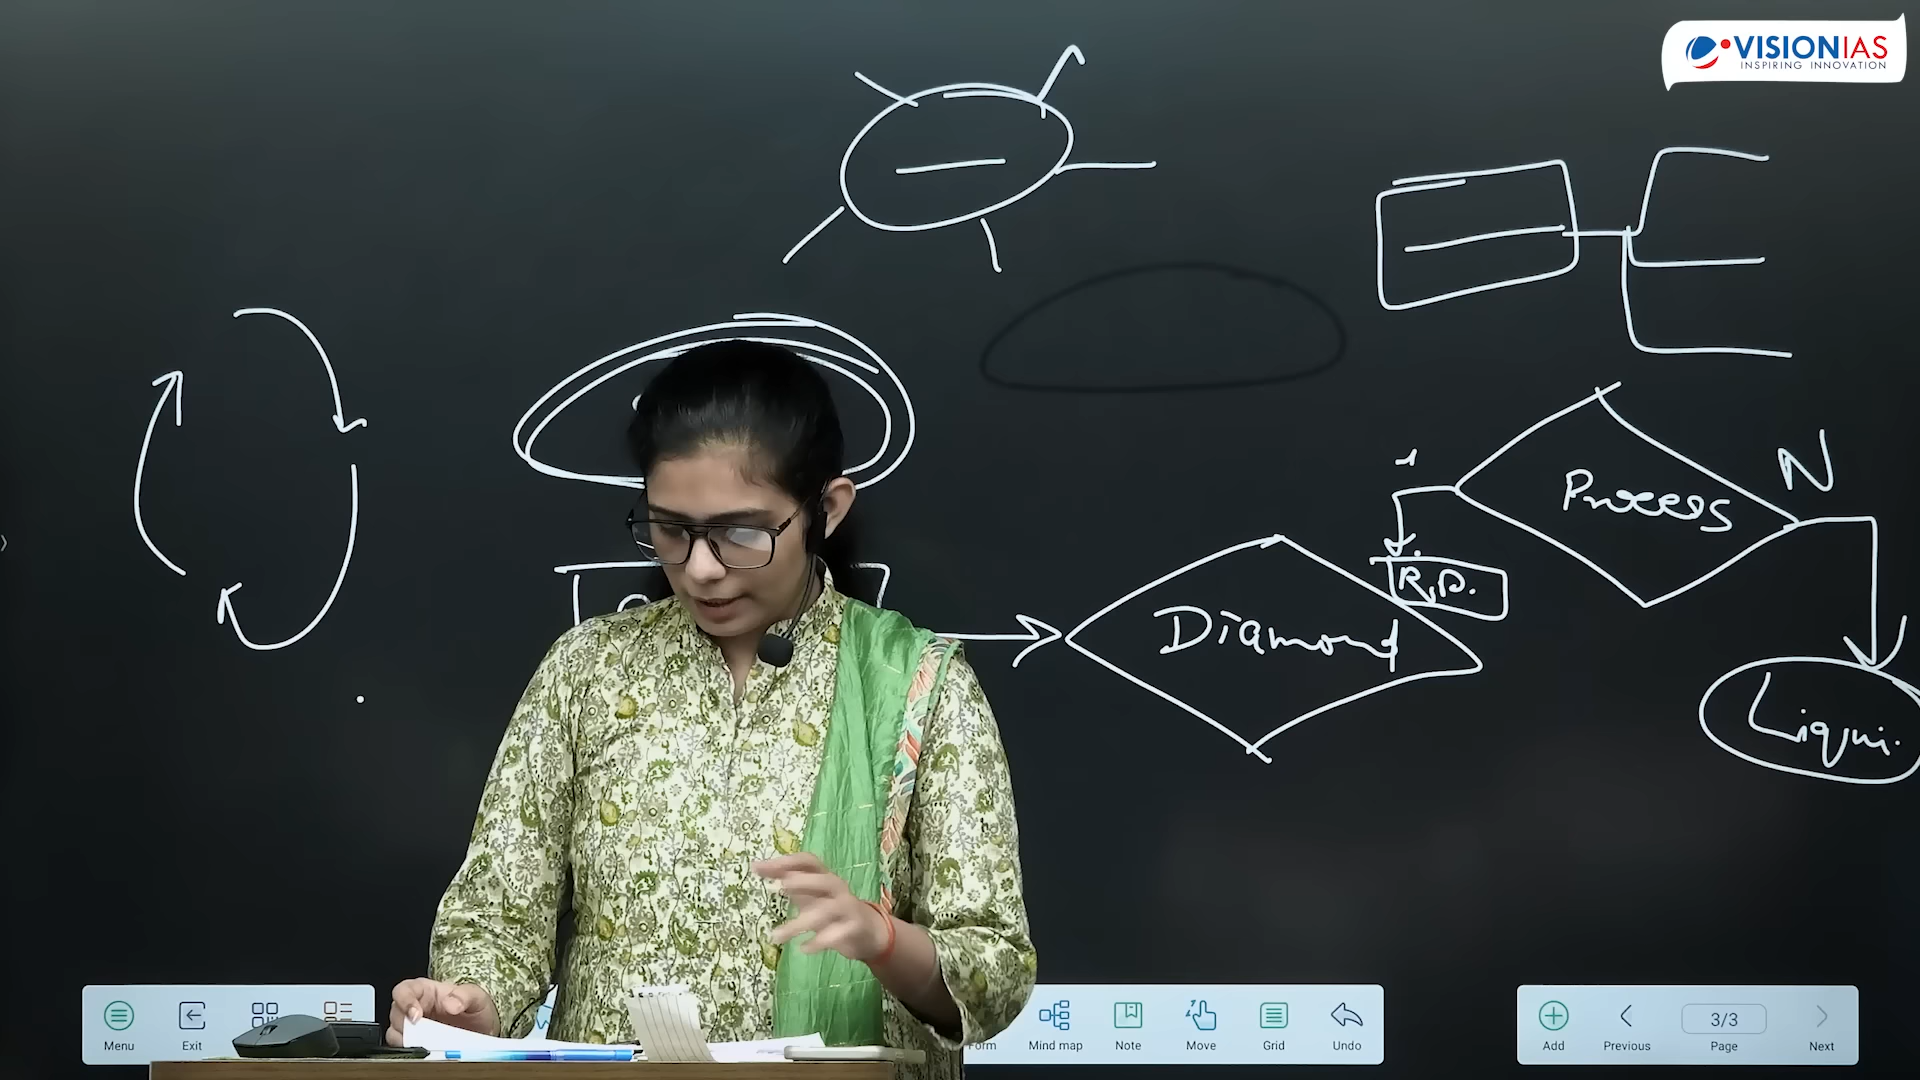 VISIONIAS
INSPIRING INNOVATION
N
Process
R.P.
Diamond
Liqui.
Menu
Exit
Form
Mind map
Note
Move
Grid
Undo
Add
Previous
3/3
Page
Next